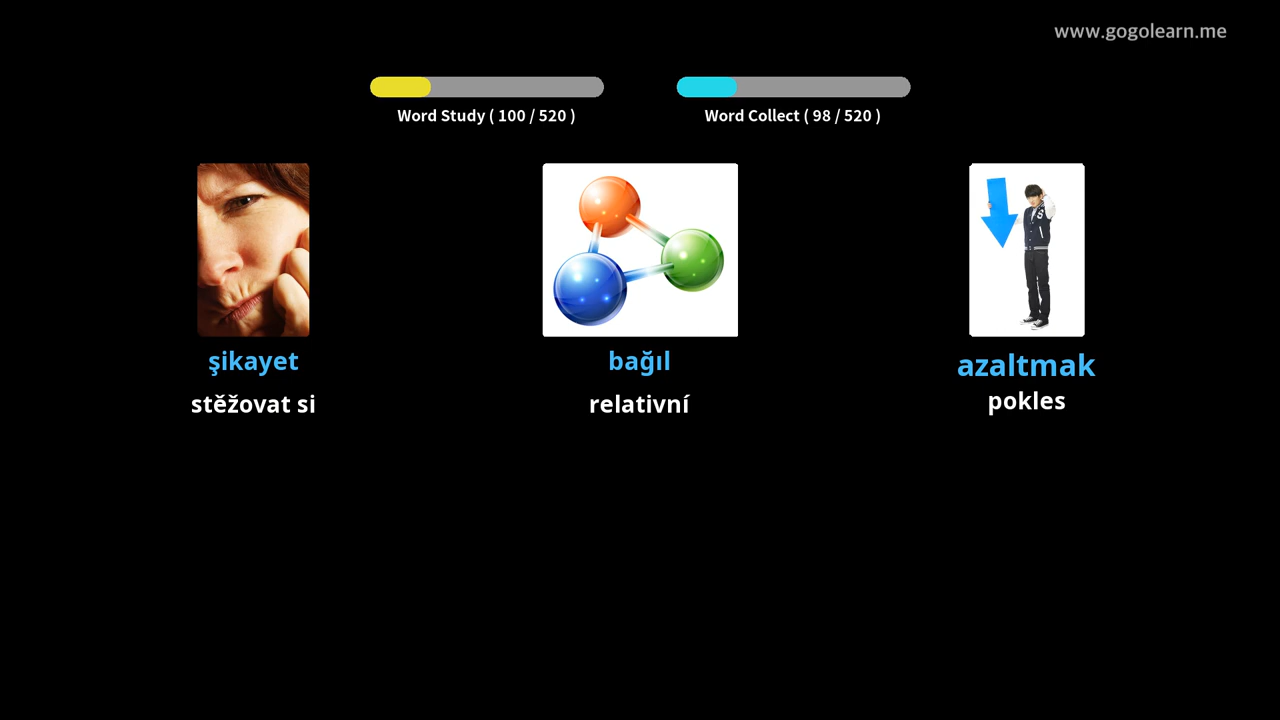 www.gogolearn.me
Word Study ( 100 / 520 )
Word Collect ( 98 / 520 )
şikayet
stěžovat si
bağıl
relativní
azaltmak
pokles